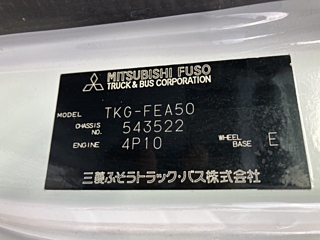 MITSUBISHI FUSO
TRUCK & BUS CORPORATION
MODEL TKG-FEA50
CHASSIS NO. 543522
ENGINE 4P10 WHEEL BASE E
三菱ふそうトラック・バス株式会社